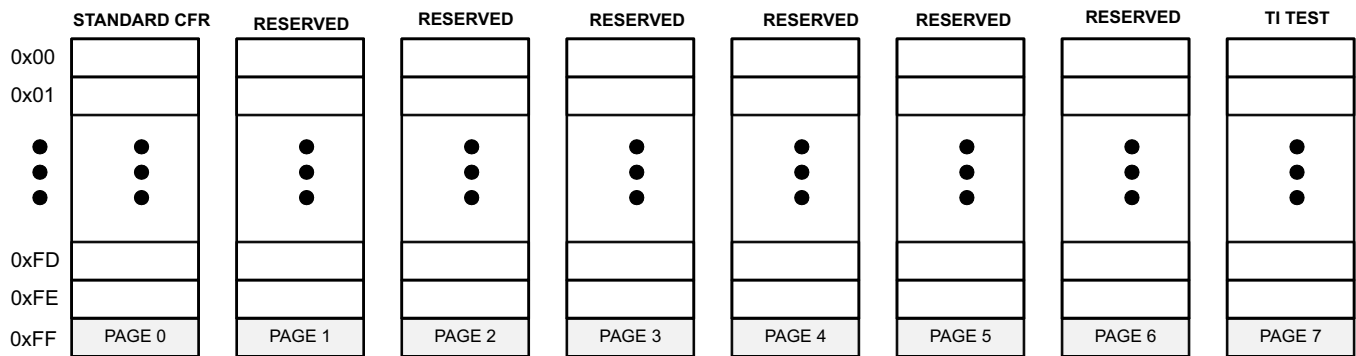 STANDARD CFR RESERVED RESERVED RESERVED RESERVED RESERVED RESERVED TI TEST
0x00
0x01
0xFD
0xFE
0xFF PAGE 0 PAGE 1 PAGE 2 PAGE 3 PAGE 4 PAGE 5 PAGE 6 PAGE 7